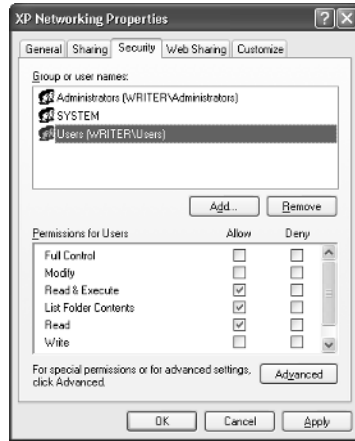 XP Networking Properties
General Sharing Security Web Sharing Customize
Group or user names:
Administrators (WRITER\Administrators)
SYSTEM
Users (WRITER\Users)
Add... Remove
Permissions for Users Allow Deny
Full Control
Modify
Read & Execute
List Folder Contents
Read
Write
For special permissions or for advanced settings,
click Advanced. Advanced
OK Cancel Apply